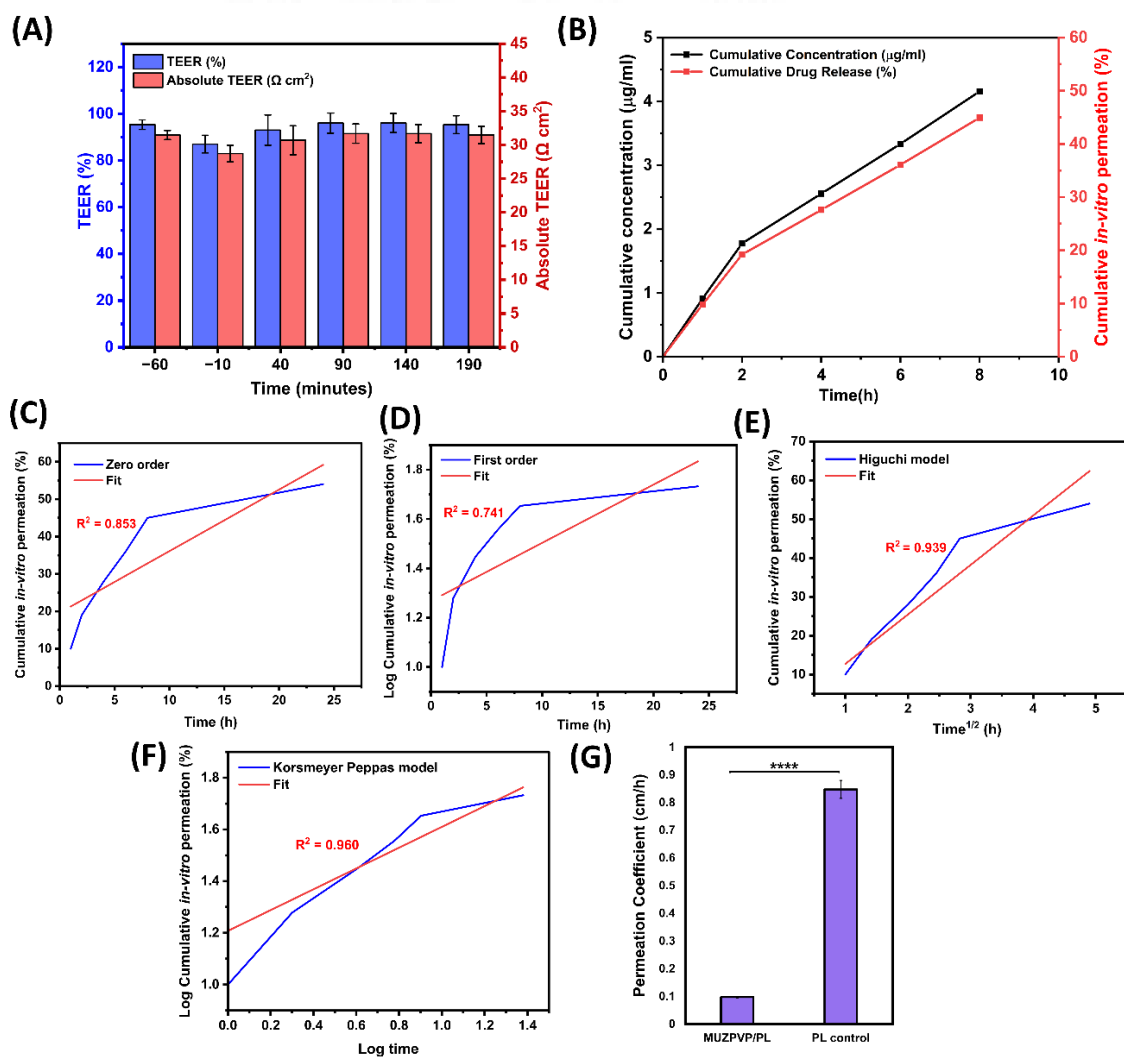 (A)
TEER (%)
Absolute TEER (Ω cm²)
TEER (%)
120
100
80
60
40
20
0
45
40
35
30
25
20
15
10
5
0
Absolute TEER (Ω cm²)
−60 −10 40 90 140 190
Time (minutes)
(B)
Cumulative Concentration (μg/ml)
Cumulative Drug Release (%)
Cumulative concentration (μg/ml)
5
4
3
2
1
0
60
50
40
30
20
10
0
Cumulative in-vitro permeation (%)
0 2 4 6 8 10
Time(h)
(C)
Zero order
Fit
R² = 0.853
Cumulative in-vitro permeation (%)
60
50
40
30
20
10
0
0 5 10 15 20 25
Time (h)
(D)
First order
Fit
R² = 0.741
Log Cumulative in-vitro permeation (%)
1.8
1.6
1.4
1.2
1.0
0 5 10 15 20 25
Time (h)
(E)
Higuchi model
Fit
R² = 0.939
Cumulative in-vitro permeation (%)
70
60
50
40
30
20
10
1 2 3 4 5
Time1/2 (h)
(F)
Korsmeyer Peppas model
Fit
R² = 0.960
Log Cumulative in-vitro permeation (%)
1.8
1.6
1.4
1.2
1.0
0.0 0.2 0.4 0.6 0.8 1.0 1.2 1.4
Log time
(G)
****
Permeation Coefficient (cm/h)
1
0.9
0.8
0.7
0.6
0.5
0.4
0.3
0.2
0.1
0
MUZPVP/PL PL control